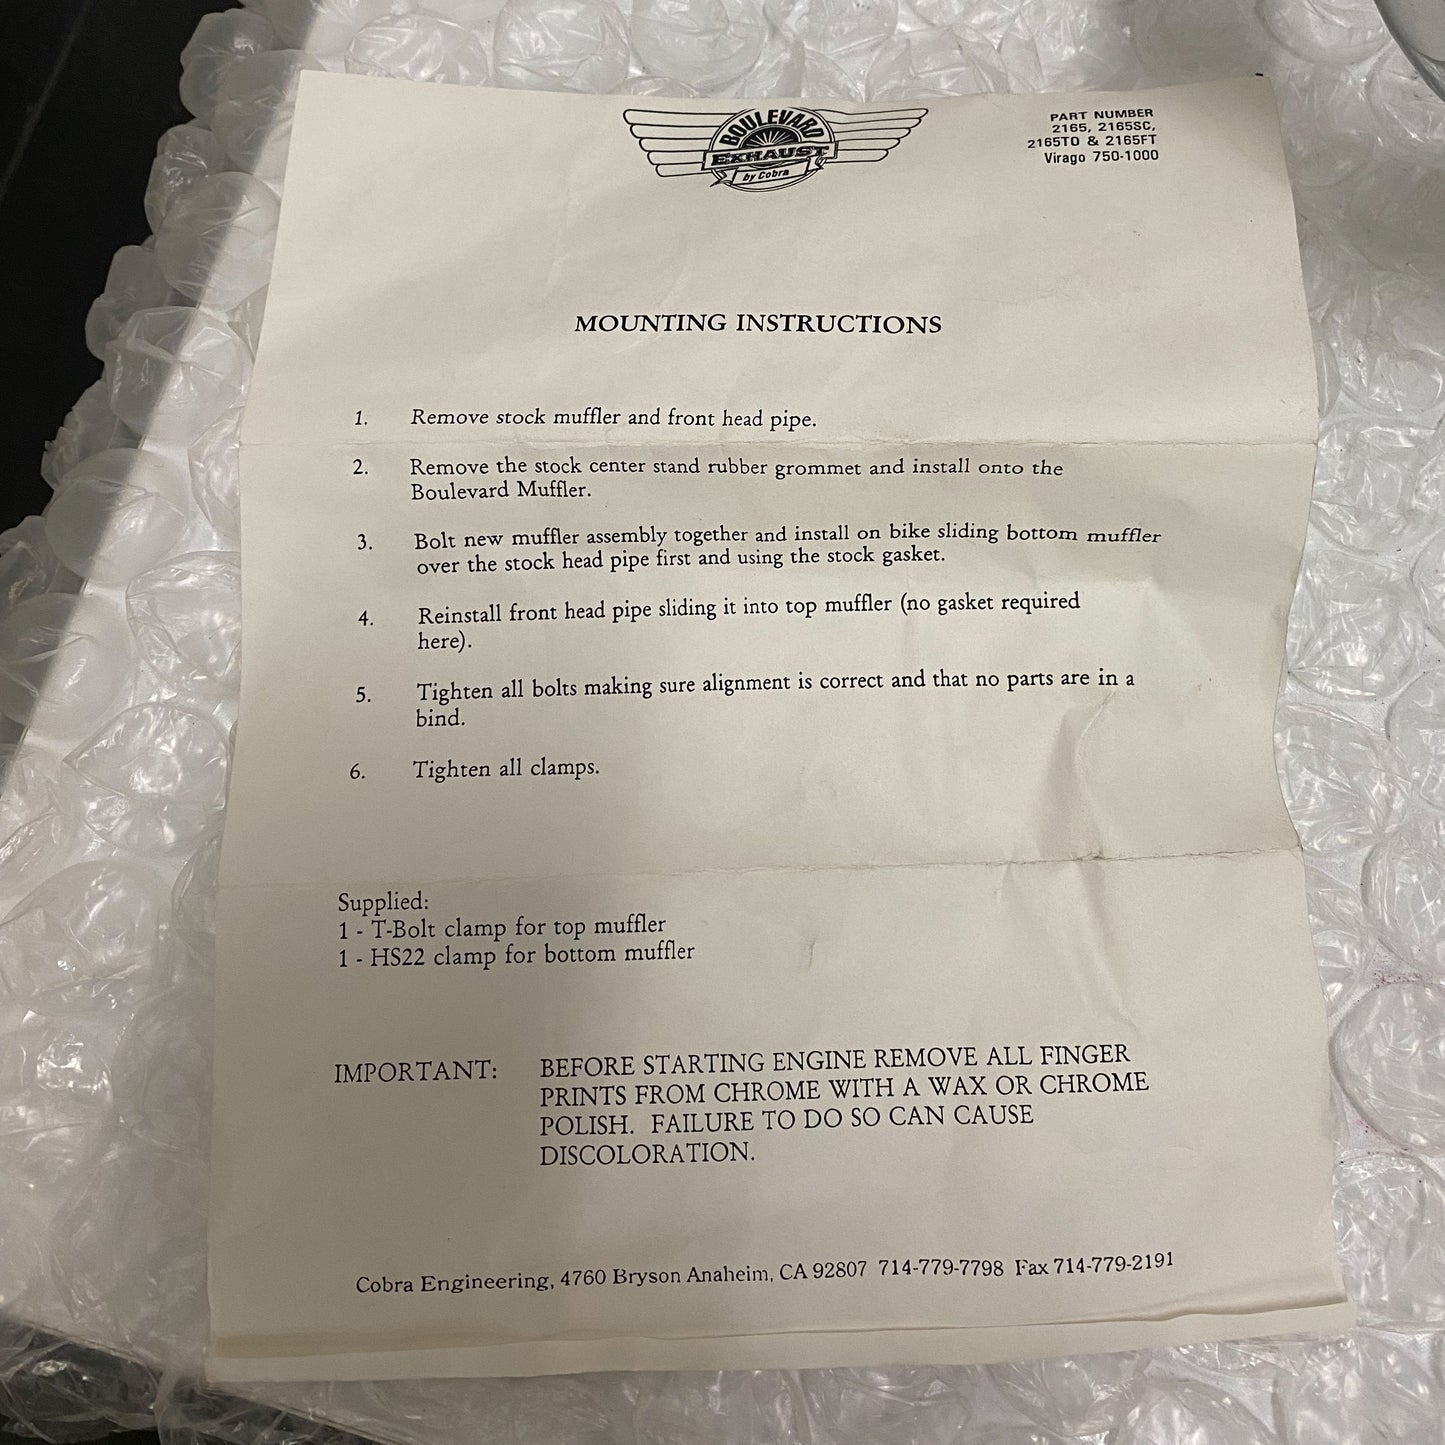 BOULEVARD
EXHAUST
by Cobra
PART NUMBER
2165, 2165SC,
2165TO & 2165FT
Virago 750-1000
MOUNTING INSTRUCTIONS
1. Remove stock muffler and front head pipe.
2. Remove the stock center stand rubber grommet and install onto the
Boulevard Muffler.
3. Bolt new muffler assembly together and install on bike sliding bottom muffler
over the stock head pipe first and using the stock gasket.
4. Reinstall front head pipe sliding it into top muffler (no gasket required
here).
5. Tighten all bolts making sure alignment is correct and that no parts are in a
bind.
6. Tighten all clamps.
Supplied:
1 - T-Bolt clamp for top muffler
1 - HS22 clamp for bottom muffler
IMPORTANT: BEFORE STARTING ENGINE REMOVE ALL FINGER
PRINTS FROM CHROME WITH A WAX OR CHROME
POLISH. FAILURE TO DO SO CAN CAUSE
DISCOLORATION.
Cobra Engineering, 4760 Bryson Anaheim, CA 92807 714-779-7798 Fax 714-779-2191